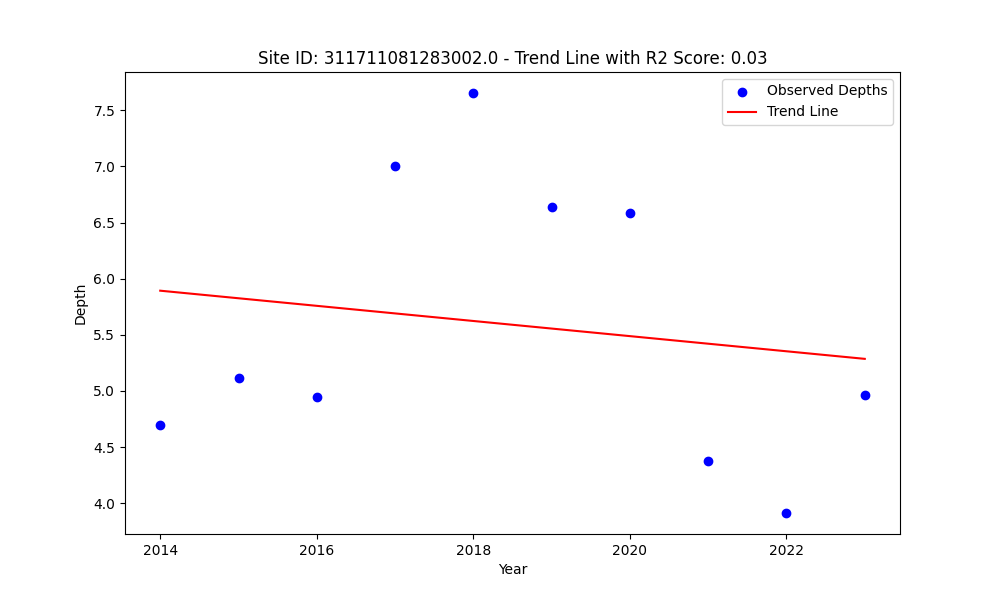 Site ID: 311711081283002.0 - Trend Line with R2 Score: 0.03
Observed Depths
Trend Line
7.5
7.0
6.5
6.0
5.5
5.0
4.5
4.0
Depth
2014
2016
2018
2020
2022
Year